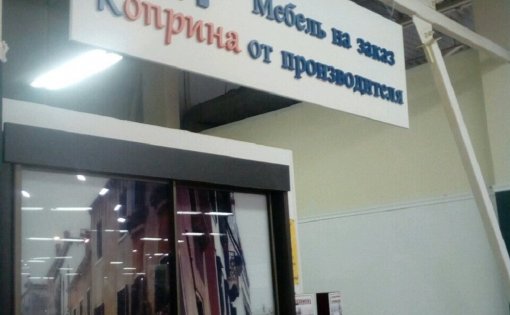 Мебель на заказ
Коприна от производителя